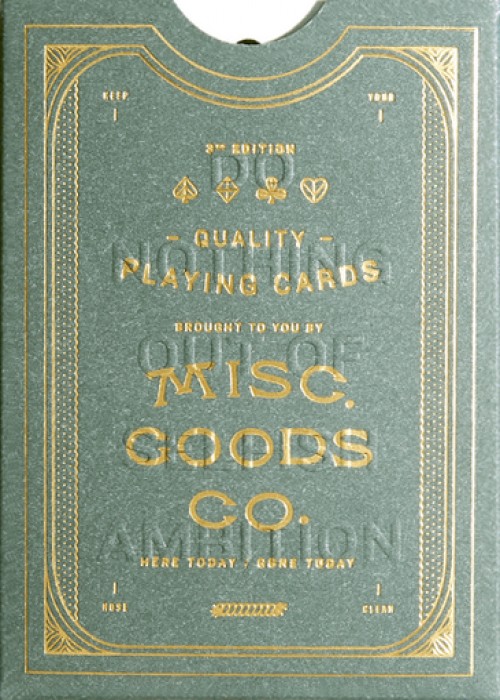 KEEP YOUR
3RD EDITION
DO
– QUALITY –
NOTHING
PLAYING CARDS
BROUGHT TO YOU BY
OUT OF
MISC.
GOODS
SELFISH
CO.
AMBITION
HERE TODAY / GONE TODAY
NOSE CLEAN